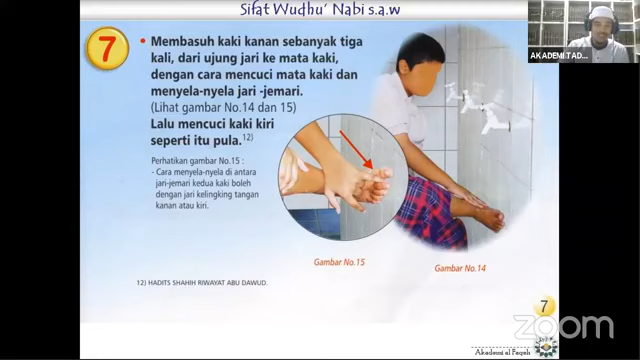 Sifat Wudhu' Nabi s.a.w
7
• Membasuh kaki kanan sebanyak tiga
kali, dari ujung jari ke mata kaki,
dengan cara mencuci mata kaki dan
menyela-nyela jari -jemari.
(Lihat gambar No.14 dan 15)
Lalu mencuci kaki kiri
seperti itu pula.12)
Perhatikan gambar No.15 :
- Cara menyela-nyela di antara
jari-jemari kedua kaki boleh
dengan jari kelingking tangan
kanan atau kiri.
Gambar No.15
Gambar No.14
12) HADITS SHAHIH RIWAYAT ABU DAWUD.
7
Akademi al Faqeh
AKADEMI TAD...
zoom